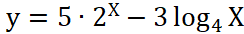 y = 5 · 2^X − 3 log₄ X